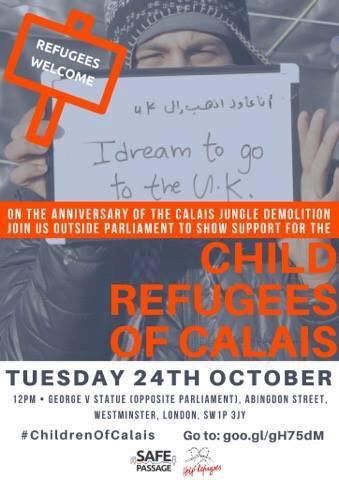 REFUGEES
WELCOME
I dream to go
to the U.K.
ON THE ANNIVERSARY OF THE CALAIS JUNGLE DEMOLITION
JOIN US OUTSIDE PARLIAMENT TO SHOW SUPPORT FOR THE
CHILD
REFUGEES
OF CALAIS
TUESDAY 24TH OCTOBER
12PM • GEORGE V STATUE (OPPOSITE PARLIAMENT), ABINGDON STREET,
WESTMINSTER, LONDON, SW1P 3JY
#ChildrenOfCalais Go to: goo.gl/gH75dM
SAFE
PASSAGE
Help Refugees